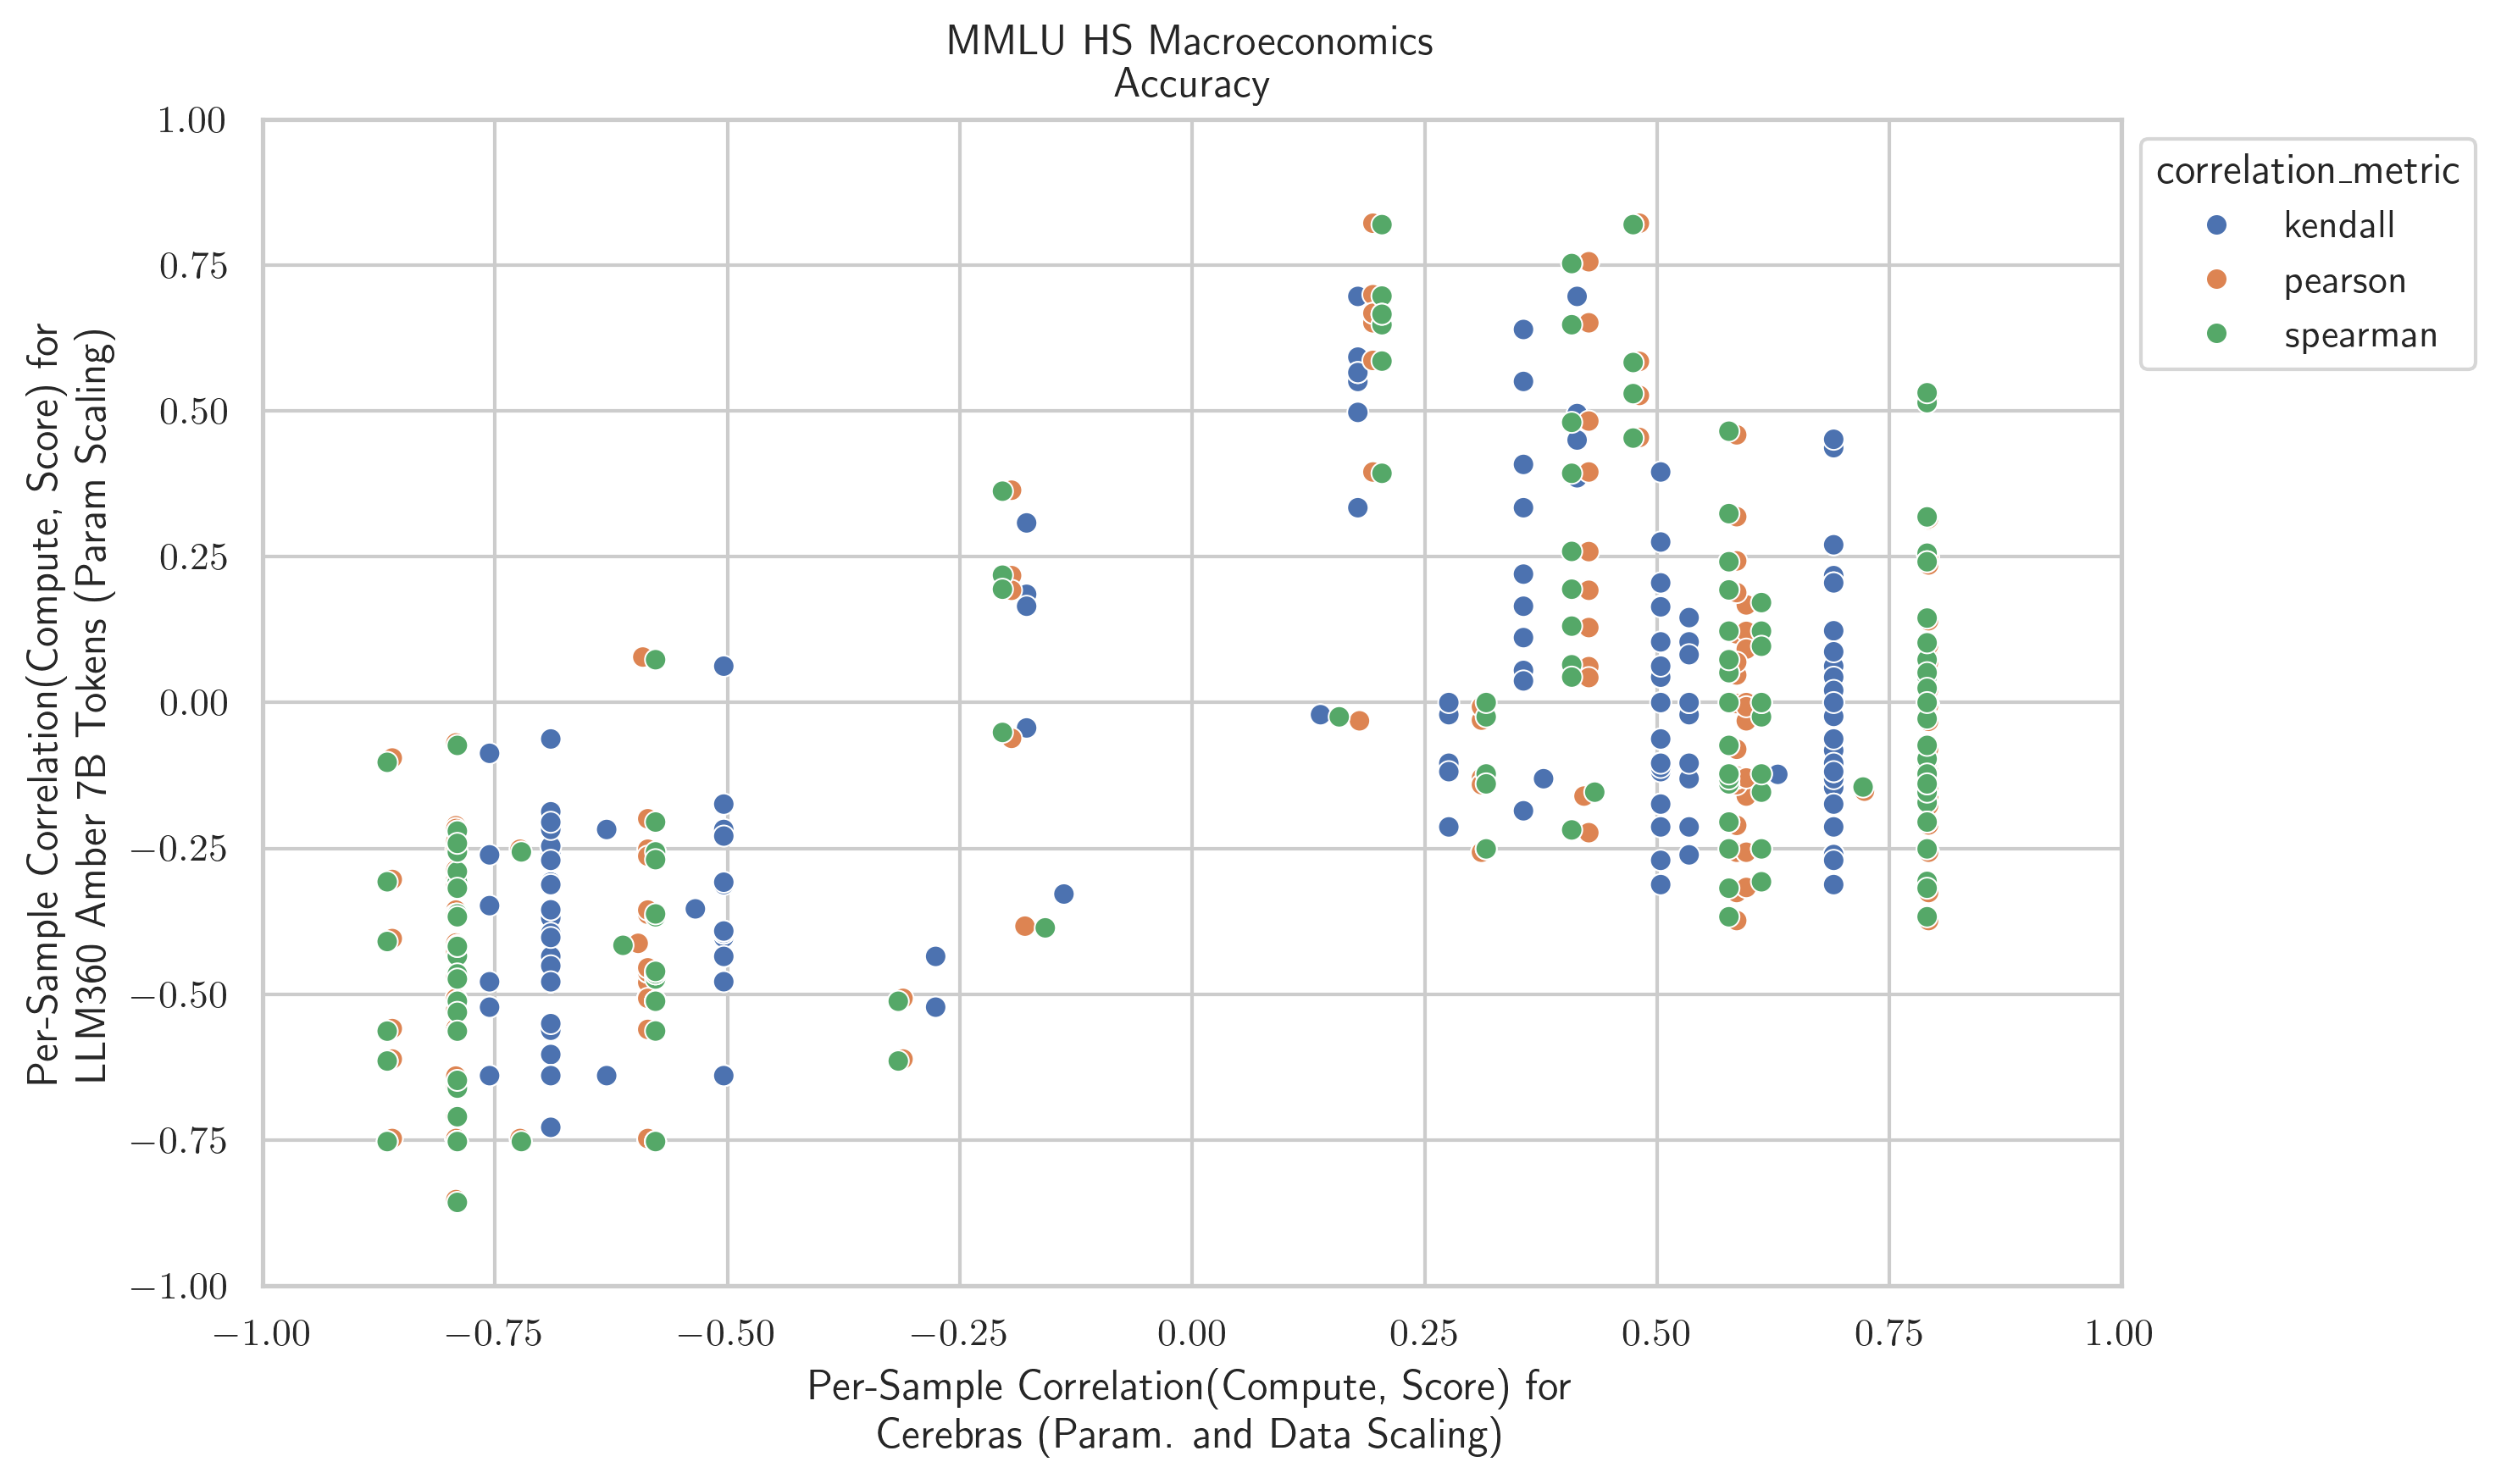 MMLU HS Macroeconomics
Accuracy
1.00
0.75
0.50
0.25
0.00
−0.25
−0.50
−0.75
−1.00
Per-Sample Correlation(Compute, Score) for
LLM360 Amber 7B Tokens (Param Scaling)
correlation_metric
kendall
pearson
spearman
−1.00 −0.75 −0.50 −0.25 0.00 0.25 0.50 0.75 1.00
Per-Sample Correlation(Compute, Score) for
Cerebras (Param. and Data Scaling)